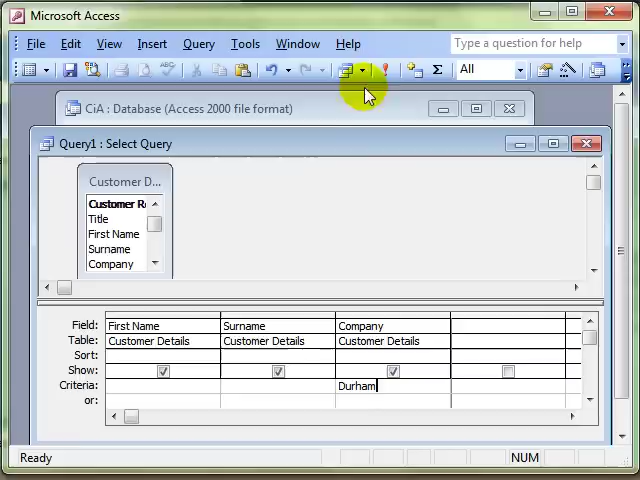 Microsoft Access
File Edit View Insert Query Tools Window Help Type a question for help
Σ All
CiA : Database (Access 2000 file format)
Query1 : Select Query
Customer D...
Customer Re
Title
First Name
Surname
Company
Field: First Name Surname Company
Table: Customer Details Customer Details Customer Details
Sort:
Show:
Criteria: Durham
or:
Ready NUM